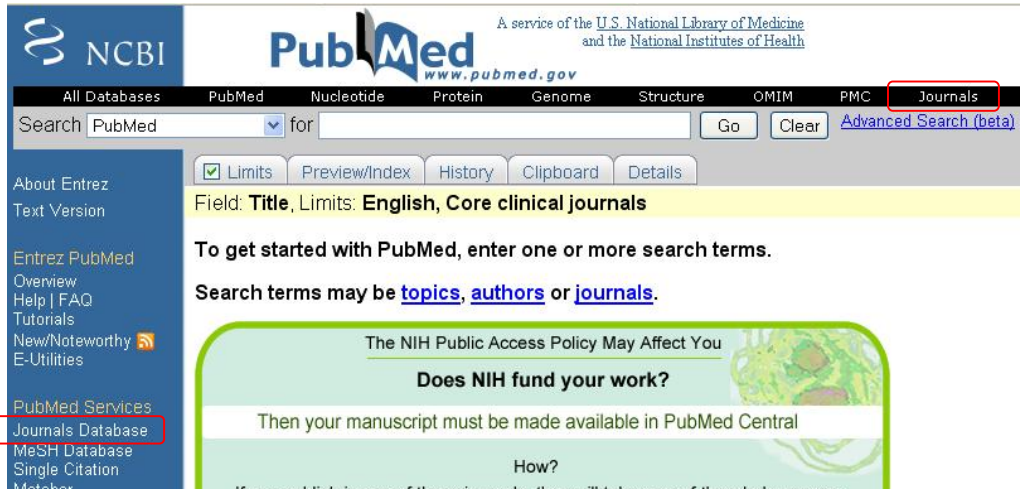 NCBI
PubMed
www.pubmed.gov
A service of the U.S. National Library of Medicine
and the National Institutes of Health
All Databases PubMed Nucleotide Protein Genome Structure OMIM PMC Journals
Search PubMed for Go Clear Advanced Search (beta)
Limits Preview/Index History Clipboard Details
Field: Title, Limits: English, Core clinical journals
About Entrez
Text Version
Entrez PubMed
Overview
Help | FAQ
Tutorials
New/Noteworthy
E-Utilities
PubMed Services
Journals Database
MeSH Database
Single Citation
To get started with PubMed, enter one or more search terms.
Search terms may be topics, authors or journals.
The NIH Public Access Policy May Affect You
Does NIH fund your work?
Then your manuscript must be made available in PubMed Central
How?